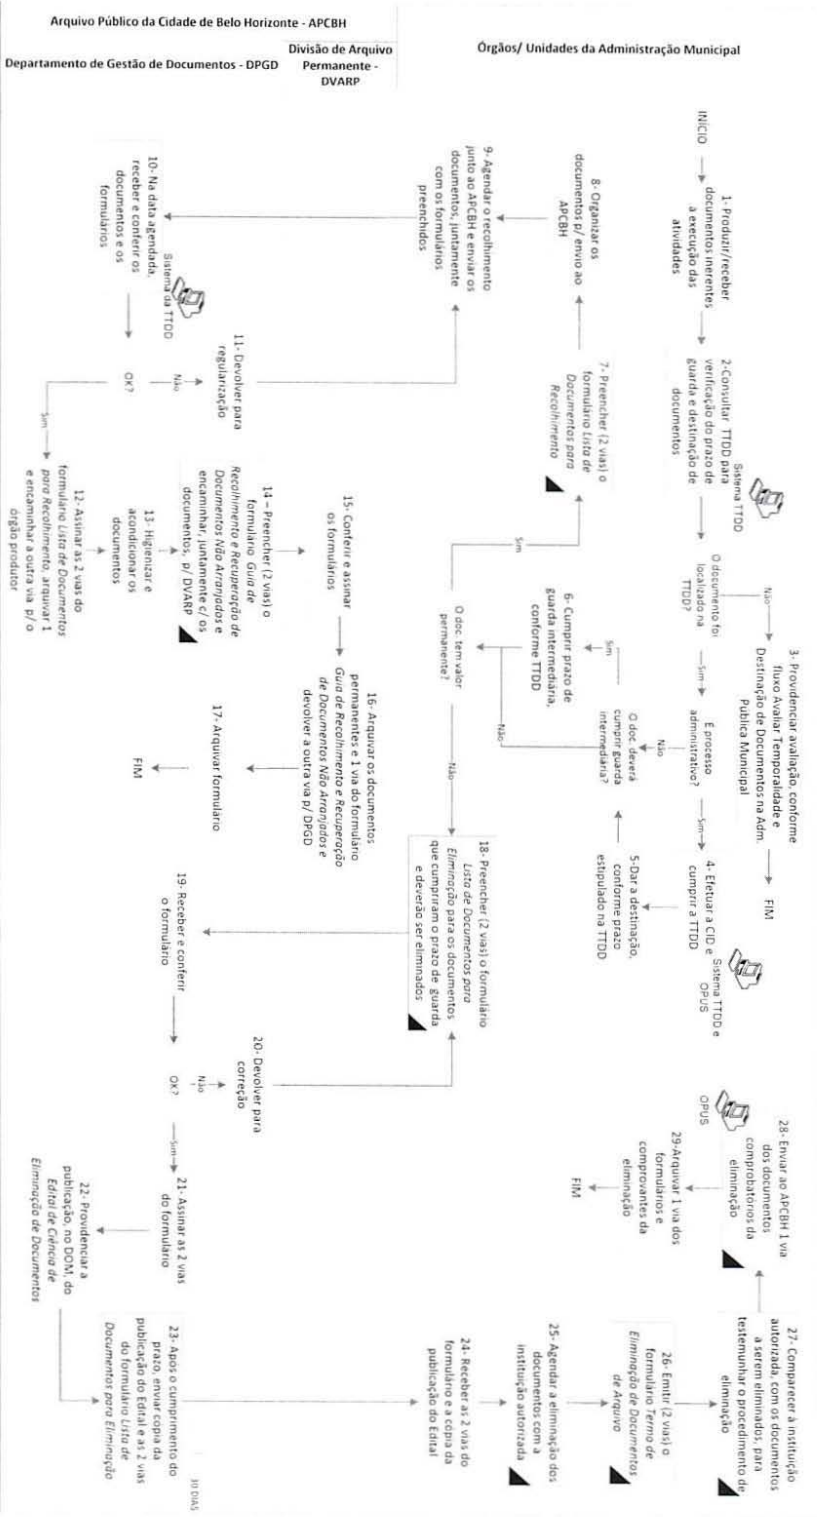 Arquivo Público da Cidade de Belo Horizonte - APCBH
Departamento de Gestão de Documentos - DPGD
Divisão de Arquivo
Permanente -
DVARP
Órgãos/ Unidades da Administração Municipal
INÍCIO
1- Produzir/receber
documentos inerentes
à execução das
atividades
2-Consultar TTDD para
verificação do prazo de
guarda e destinação de
documentos
Sistema TTDD
O documento foi
localizado na
TTDD?
Não
3- Providenciar avaliação, conforme
fluxo Avaliar Temporalidade e
Destinação de Documentos na Adm.
Publica Municipal
FIM
Sim
É processo
administrativo?
Sim
4- Efetuar a CID e
cumprir a TTDD
Sistema TTDD e
OPUS
5-Dar a destinação,
conforme prazo
estipulado na TTDD
Não
O doc. deverá
cumprir guarda
intermediária?
Sim
6- Cumprir prazo de
guarda intermediária,
conforme TTDD
Não
O doc. tem valor
permanente?
Sim
7- Preencher (2 vias) o
formulário Lista de
Documentos para
Recolhimento
8- Organizar os
documentos p/ envio ao
APCBH
9- Agendar o recolhimento
junto ao APCBH e enviar os
documentos, juntamente
com os formulários
preenchidos
10- Na data agendada,
receber e conferir os
documentos e os
formulários
Sistema da TTDD
OK?
Não
11- Devolver para
regularização
Sim
12- Assinar as 2 vias do
formulário Lista de Documentos
para Recolhimento, arquivar 1
e encaminhar a outra via p/ o
órgão produtor
13- Higienizar e
acondicionar os
documentos
14 – Preencher (2 vias) o
formulário Guia de
Recolhimento e Recuperação de
Documentos Não Arranjados e
encaminhar, juntamente c/ os
documentos, p/ DVARP
15- Conferir e assinar
os formulários
16- Arquivar os documentos
permanentes e 1 via do formulário
Guia de Recolhimento e Recuperação
de Documentos Não Arranjados e
devolver a outra via p/ DPGD
17- Arquivar formulário
FIM
Não
18- Preencher (2 vias) o formulário
Lista de Documentos para
Eliminação para os documentos
que cumpriram o prazo de guarda
e deverão ser eliminados
19- Receber e conferir
o formulário
OK?
Não
20- Devolver para
correção
Sim
21- Assinar as 2 vias
do formulário
22- Providenciar a
publicação, no DOM, do
Edital de Ciência de
Eliminação de Documentos
23- Após o cumprimento do
prazo, enviar copia da
publicação do Edital e as 2 vias
do formulário Lista de
Documentos para Eliminação
30 DIAS
24- Receber as 2 vias do
formulário e a cópia da
publicação do Edital
25- Agendar a eliminação dos
documentos com a
instituição autorizada
26- Emitir (2 vias) o
formulário Termo de
Eliminação de Documentos
de Arquivo
27- Comparecer à instituição
autorizada, com os documentos
a serem eliminados, para
testemunhar o procedimento de
eliminação
28- Enviar ao APCBH 1 via
dos documentos
comprobatórios da
eliminação
OPUS
29-Arquivar 1 via dos
formulários e
comprovantes da
eliminação
FIM